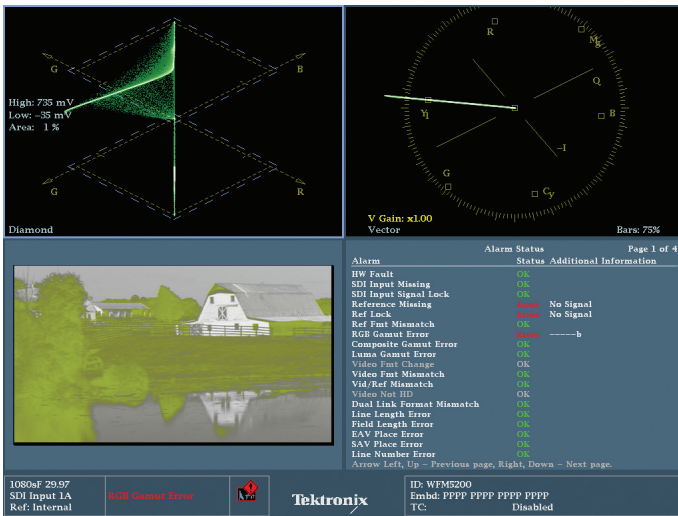 G
B
High: 735 mV
Low: -35 mV
Area: 1 %
G
R
Diamond
R
Mg
Q
Yl
B
-I
G
Cy
V Gain: x1.00
Vector
Bars: 75%
Alarm Status
Page 1 of 4
Alarm
Status
Additional Information
HW Fault OK
SDI Input Missing OK
SDI Input Signal Lock OK
Reference Missing No Signal
Ref Lock No Signal
Ref Fmt Mismatch OK
RGB Gamut Error -----b
Composite Gamut Error OK
Luma Gamut Error OK
Video Fmt Change OK
Video Fmt Mismatch OK
Vid/Ref Mismatch OK
Video Not HD OK
Dual Link Format Mismatch OK
Line Length Error OK
Field Length Error OK
EAV Place Error OK
SAV Place Error OK
Line Number Error OK
Arrow Left, Up - Previous page, Right, Down - Next page.
1080sF 29.97
SDI Input 1A
Ref: Internal
RGB Gamut Error
Tektronix
ID: WFM5200
Embd: PPPP PPPP PPPP PPPP
TC: Disabled